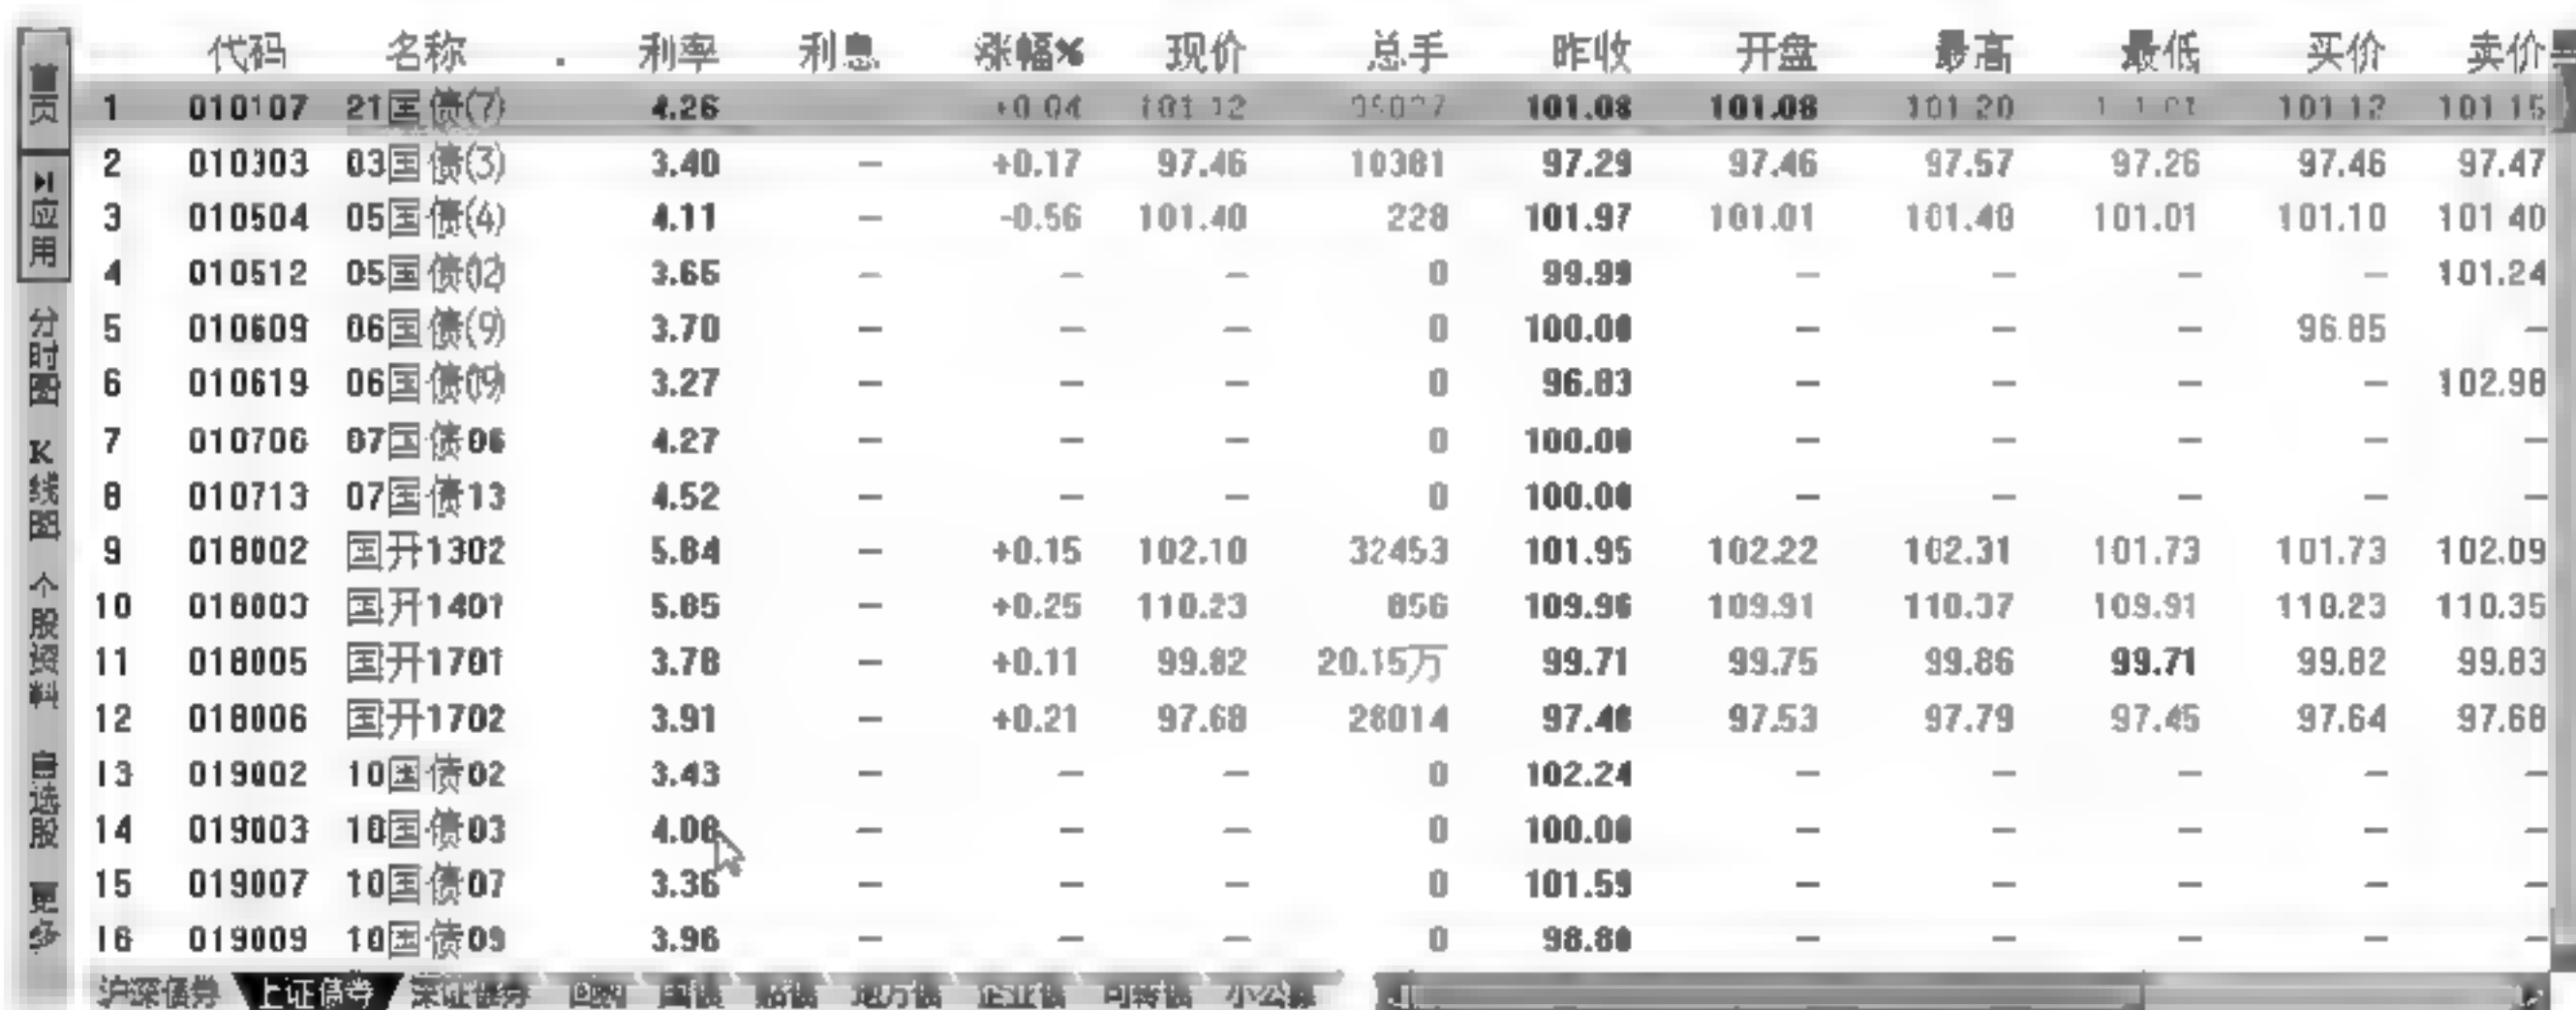 代码 名称 . 利率 利息 涨幅% 现价 总手 昨收 开盘 最高 最低 买价 卖价
1 010107 21国债(7) 4.26 +0.04 101.12 101.08 101.08 101.20 101.12 101.15
2 010303 03国债(3) 3.40 — +0.17 97.46 10381 97.29 97.46 97.57 97.26 97.46 97.47
3 010504 05国债(4) 4.11 — -0.56 101.40 228 101.97 101.01 101.40 101.01 101.10 101.40
4 010512 05国债02 3.65 — — — 0 99.99 — — — — 101.24
5 010609 06国债(9) 3.70 — — — 0 100.00 — — — 96.85 —
6 010619 06国债09 3.27 — — — 0 96.83 — — — — 102.98
7 010706 07国债06 4.27 — — — 0 100.00 — — — — —
8 010713 07国债13 4.52 — — — 0 100.00 — — — — —
9 018002 国开1302 5.84 — +0.15 102.10 32453 101.95 102.22 102.31 101.73 101.73 102.09
10 018003 国开1401 5.85 — +0.25 110.23 856 109.96 109.91 110.37 109.91 110.23 110.35
11 018005 国开1701 3.78 — +0.11 99.82 20.15万 99.71 99.75 99.86 99.71 99.82 99.83
12 018006 国开1702 3.91 — +0.21 97.68 28014 97.48 97.53 97.79 97.45 97.64 97.68
13 019002 10国债02 3.43 — — — 0 102.24 — — — — —
14 019003 10国债03 4.08 — — — 0 100.00 — — — — —
15 019007 10国债07 3.36 — — — 0 101.59 — — — — —
16 019009 10国债09 3.96 — — — 0 98.80 — — — — —
首页
应用
分时图
K线图
个股资料
自选股
更多
沪深债券 上证债券 深证债券 回购 国债 贴债 地方债 企业债 可转债 小公募